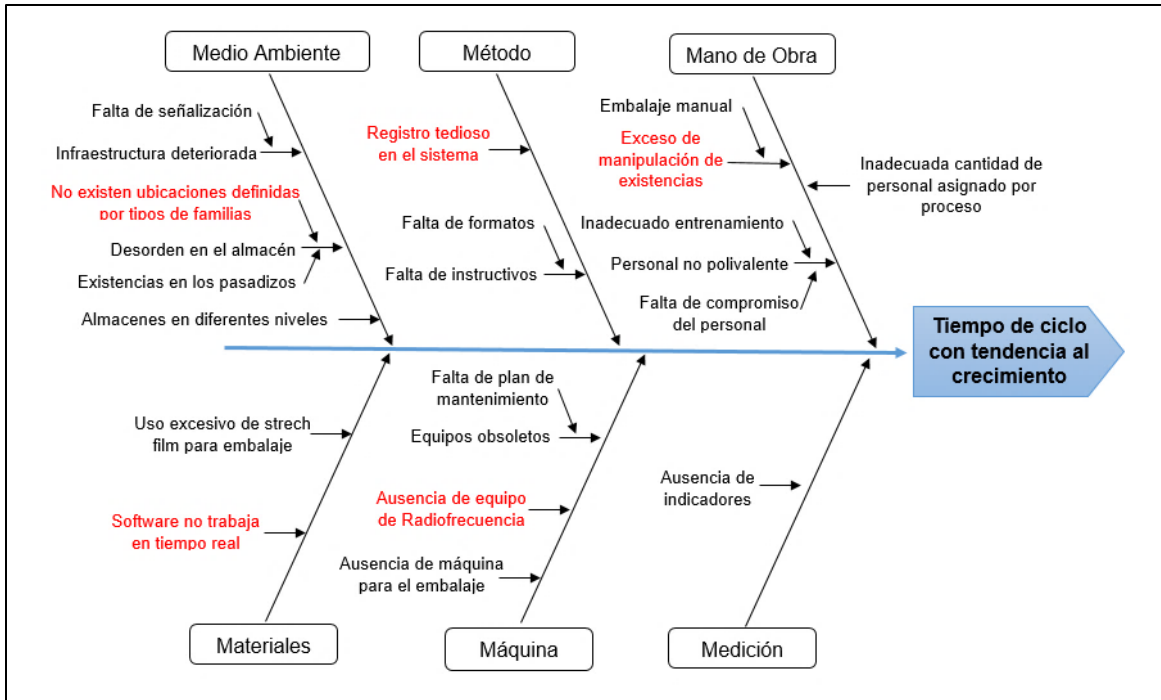 Medio Ambiente
Método
Mano de Obra
Falta de señalización
Infraestructura deteriorada
No existen ubicaciones definidas
por tipos de familias
Desorden en el almacén
Existencias en los pasadizos
Almacenes en diferentes niveles
Registro tedioso
en el sistema
Falta de formatos
Falta de instructivos
Embalaje manual
Exceso de
manipulación de
existencias
Inadecuada cantidad de
personal asignado por
proceso
Inadecuado entrenamiento
Personal no polivalente
Falta de compromiso
del personal
Tiempo de ciclo
con tendencia al
crecimiento
Uso excesivo de strech
film para embalaje
Software no trabaja
en tiempo real
Falta de plan de
mantenimiento
Equipos obsoletos
Ausencia de equipo
de Radiofrecuencia
Ausencia de máquina
para el embalaje
Ausencia de
indicadores
Materiales
Máquina
Medición